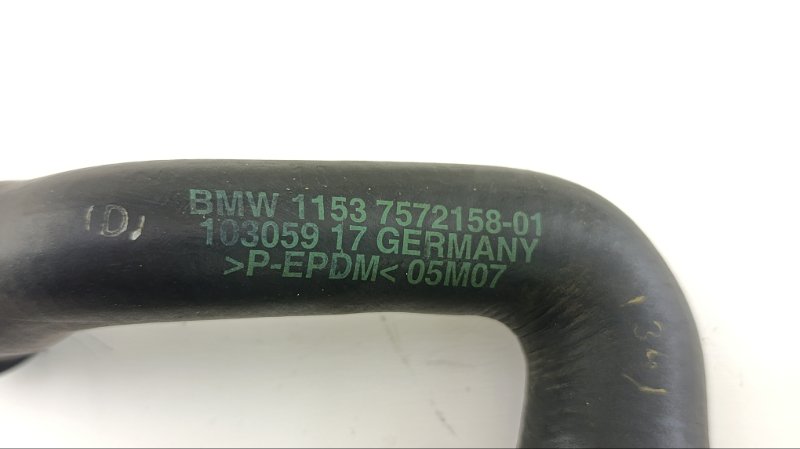 (D)
BMW 1153 7572158-01
103059 17 GERMANY
>P-EPDM< 05M07